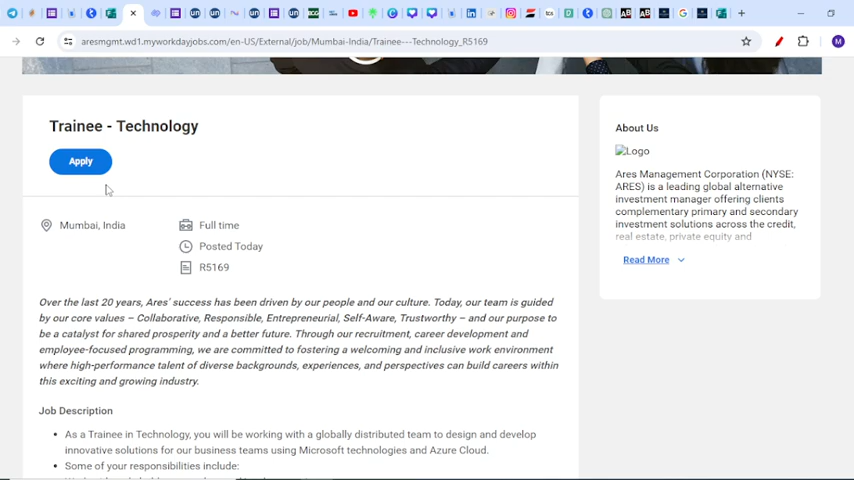 aresmgmt.wd1.myworkdayjobs.com/en-US/External/job/Mumbai-India/Trainee---Technology_R5169
Trainee - Technology
Apply
Mumbai, India
Full time
Posted Today
R5169
Over the last 20 years, Ares' success has been driven by our people and our culture. Today, our team is guided
by our core values – Collaborative, Responsible, Entrepreneurial, Self-Aware, Trustworthy – and our purpose to
be a catalyst for shared prosperity and a better future. Through our recruitment, career development and
employee-focused programming, we are committed to fostering a welcoming and inclusive work environment
where high-performance talent of diverse backgrounds, experiences, and perspectives can build careers within
this exciting and growing industry.
Job Description
• As a Trainee in Technology, you will be working with a globally distributed team to design and develop
innovative solutions for our business teams using Microsoft technologies and Azure Cloud.
• Some of your responsibilities include:
About Us
Logo
Ares Management Corporation (NYSE:
ARES) is a leading global alternative
investment manager offering clients
complementary primary and secondary
investment solutions across the credit,
real estate, private equity and
Read More